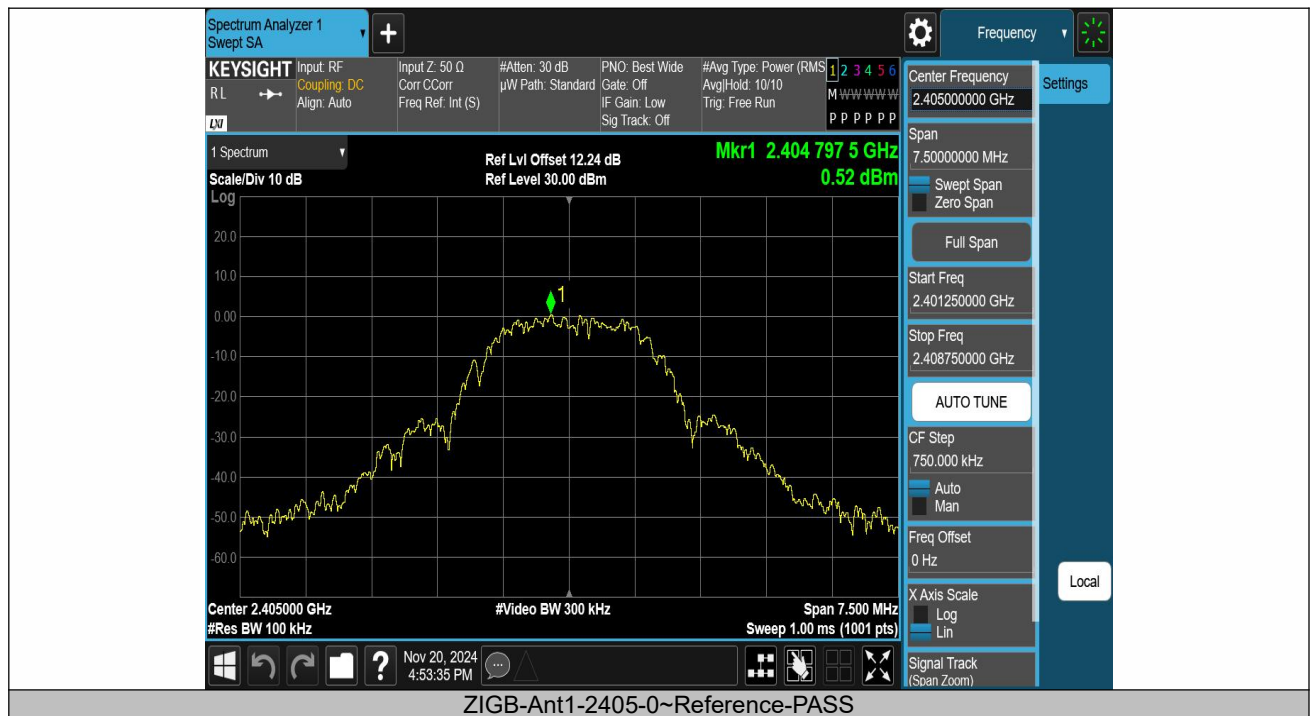 Spectrum Analyzer 1
Swept SA
+
Frequency
KEYSIGHT
RL
LXI
Input: RF
Coupling: DC
Align: Auto
Input Z: 50 Ω
Corr CCorr
Freq Ref: Int (S)
#Atten: 30 dB
µW Path: Standard
PNO: Best Wide
Gate: Off
IF Gain: Low
Sig Track: Off
#Avg Type: Power (RMS
Avg|Hold: 10/10
Trig: Free Run
1 2 3 4 5 6
M W W W W W
P P P P P P
1 Spectrum
Scale/Div 10 dB
Log
Ref Lvl Offset 12.24 dB
Ref Level 30.00 dBm
Mkr1 2.404 797 5 GHz
0.52 dBm
20.0
10.0
0.00
-10.0
-20.0
-30.0
-40.0
-50.0
-60.0
1
Center 2.405000 GHz
#Res BW 100 kHz
#Video BW 300 kHz
Span 7.500 MHz
Sweep 1.00 ms (1001 pts)
Center Frequency
2.405000000 GHz
Settings
Span
7.50000000 MHz
Swept Span
Zero Span
Full Span
Start Freq
2.401250000 GHz
Stop Freq
2.408750000 GHz
AUTO TUNE
CF Step
750.000 kHz
Auto
Man
Freq Offset
0 Hz
Local
X Axis Scale
Log
Lin
Signal Track
(Span Zoom)
?
Nov 20, 2024
4:53:35 PM
ZIGB-Ant1-2405-0~Reference-PASS